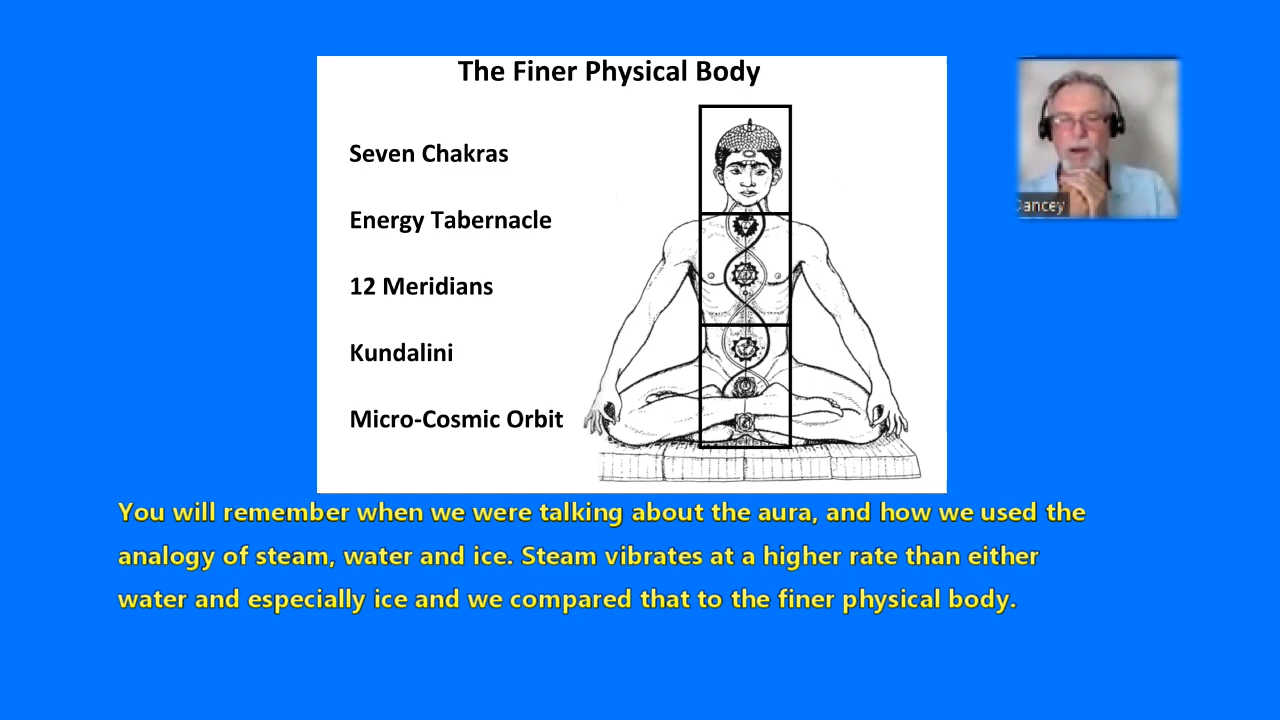 The Finer Physical Body
Seven Chakras
Energy Tabernacle
12 Meridians
Kundalini
Micro-Cosmic Orbit
Dancey
You will remember when we were talking about the aura, and how we used the
analogy of steam, water and ice. Steam vibrates at a higher rate than either
water and especially ice and we compared that to the finer physical body.